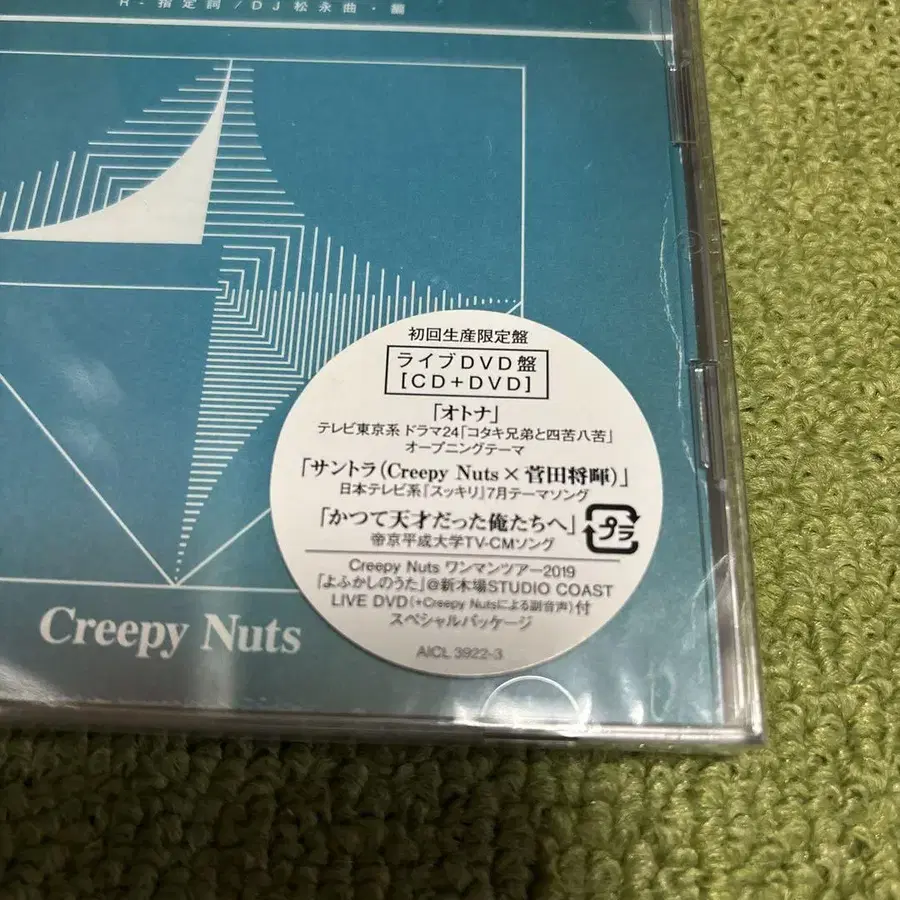 R-指定詞/DJ松永曲・編
初回生産限定盤
ライブDVD盤
[CD+DVD]
「オトナ」
テレビ東京系 ドラマ24「コタキ兄弟と四苦八苦」
オープニングテーマ
「サントラ(Creepy Nuts×菅田将暉)」
日本テレビ系『スッキリ』7月テーマソング
「かつて天才だった俺たちへ」
帝京平成大学TV-CMソング
プラ
Creepy Nuts ワンマンツアー2019
「よふかしのうた」@新木場STUDIO COAST
LIVE DVD(+Creepy Nutsによる副音声)付
スペシャルパッケージ
AICL 3922-3
Creepy Nuts